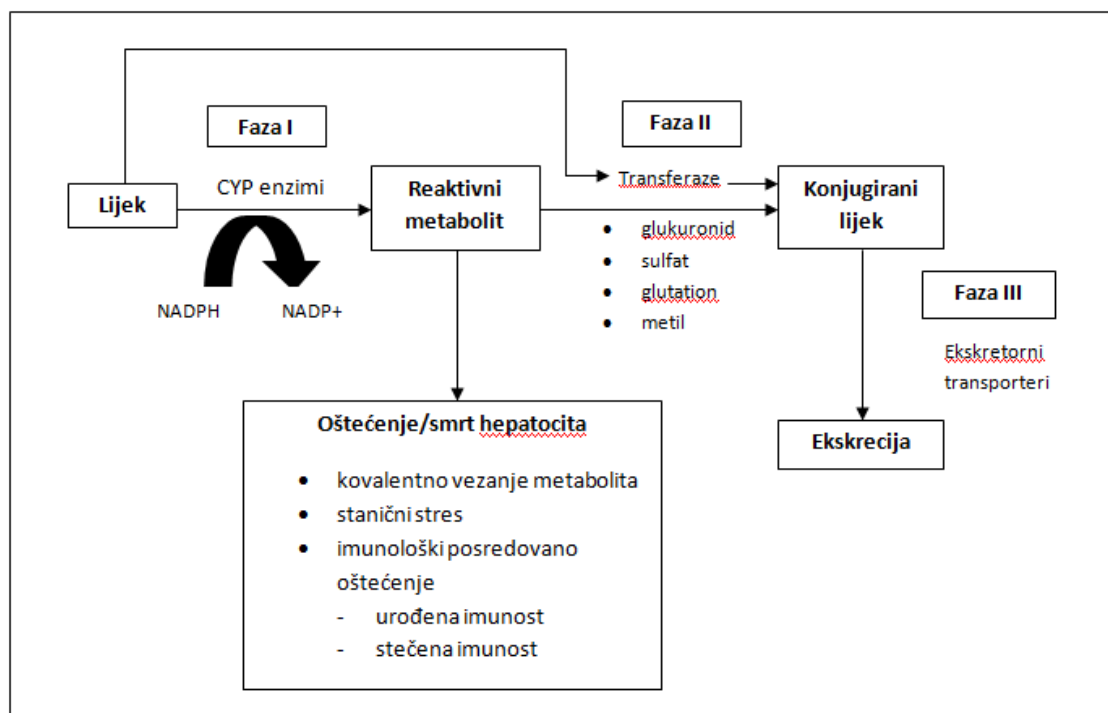 Faza I
Faza II
Lijek
CYP enzimi
NADPH
NADP+
Reaktivni
metabolit
Transferaze
• glukuronid
• sulfat
• glutation
• metil
Konjugirani
lijek
Faza III
Ekskretorni
transporteri
Ekskrecija
Oštećenje/smrt hepatocita
• kovalentno vezanje metabolita
• stanični stres
• imunološki posredovano
oštećenje
- urođena imunost
- stečena imunost